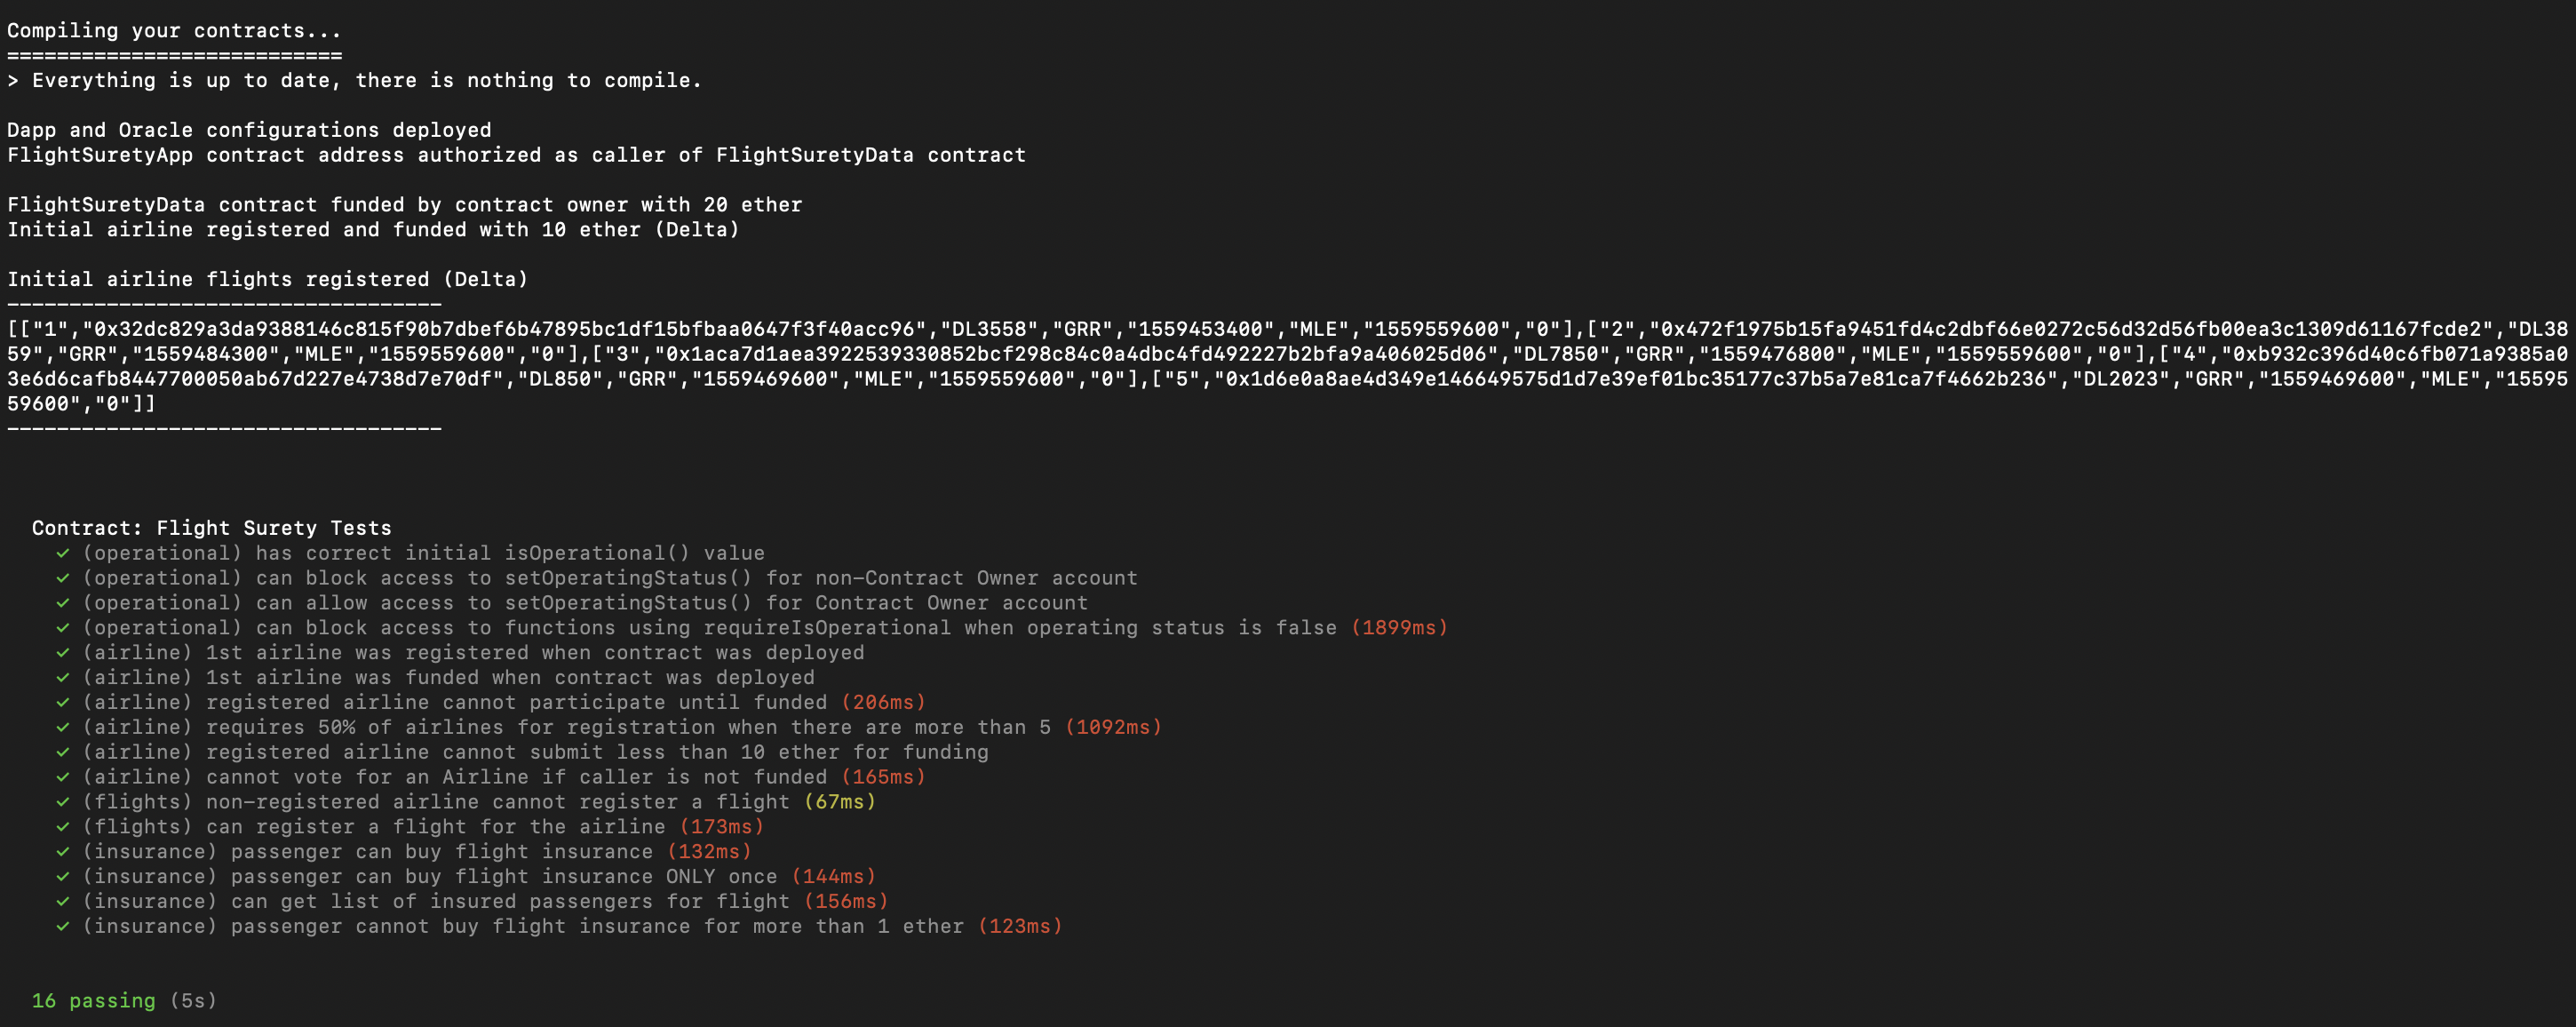 Compiling your contracts...
===========================
> Everything is up to date, there is nothing to compile.
Dapp and Oracle configurations deployed
FlightSuretyApp contract address authorized as caller of FlightSuretyData contract
FlightSuretyData contract funded by contract owner with 20 ether
Initial airline registered and funded with 10 ether (Delta)
Initial airline flights registered (Delta)
-----------------------------------
[["1","0x32dc829a3da9388146c815f90b7dbef6b47895bc1df15bfbaa0647f3f40acc96","DL3558","GRR","1559453400","MLE","1559559600","0"],["2","0x472f1975b15fa9451fd4c2dbf66e0272c56d32d56fb00ea3c1309d61167fcde2","DL3
859","GRR","1559484300","MLE","1559559600","0"],["3","0x1aca7d1aea3922539330852bcf298c84c0a4dbc4fd492227b2bfa9a406025d06","DL7850","GRR","1559476800","MLE","1559559600","0"],["4","0xb932c396d40c6fb071a9385a0
3e6d6cafb8447700050ab67d227e4738d7e70df","DL850","GRR","1559469600","MLE","1559559600","0"],["5","0x1d6e0a8ae4d349e146649575d1d7e39ef01bc35177c37b5a7e81ca7f4662b236","DL2023","GRR","1559469600","MLE","15595
59600","0"]]
-----------------------------------
Contract: Flight Surety Tests
✓ (operational) has correct initial isOperational() value
✓ (operational) can block access to setOperatingStatus() for non-Contract Owner account
✓ (operational) can allow access to setOperatingStatus() for Contract Owner account
✓ (operational) can block access to functions using requireIsOperational when operating status is false (1899ms)
✓ (airline) 1st airline was registered when contract was deployed
✓ (airline) 1st airline was funded when contract was deployed
✓ (airline) registered airline cannot participate until funded (206ms)
✓ (airline) requires 50% of airlines for registration when there are more than 5 (1092ms)
✓ (airline) registered airline cannot submit less than 10 ether for funding
✓ (airline) cannot vote for an Airline if caller is not funded (165ms)
✓ (flights) non-registered airline cannot register a flight (67ms)
✓ (flights) can register a flight for the airline (173ms)
✓ (insurance) passenger can buy flight insurance (132ms)
✓ (insurance) passenger can buy flight insurance ONLY once (144ms)
✓ (insurance) can get list of insured passengers for flight (156ms)
✓ (insurance) passenger cannot buy flight insurance for more than 1 ether (123ms)
16 passing (5s)